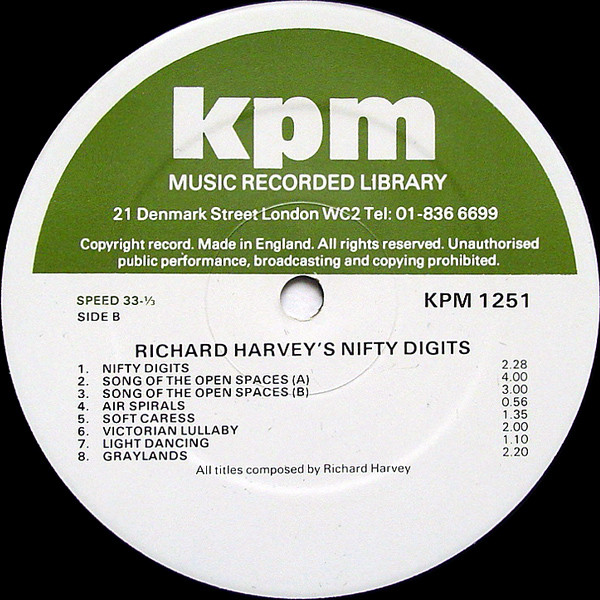 kpm
MUSIC RECORDED LIBRARY
21 Denmark Street London WC2 Tel: 01-836 6699
Copyright record. Made in England. All rights reserved. Unauthorised
public performance, broadcasting and copying prohibited.
SPEED 33-⅓
KPM 1251
SIDE B
RICHARD HARVEY'S NIFTY DIGITS
1. NIFTY DIGITS 2.28
2. SONG OF THE OPEN SPACES (A) 4.00
3. SONG OF THE OPEN SPACES (B) 3.00
4. AIR SPIRALS 0.56
5. SOFT CARESS 1.35
6. VICTORIAN LULLABY 2.00
7. LIGHT DANCING 1.10
8. GRAYLANDS 2.20
All titles composed by Richard Harvey